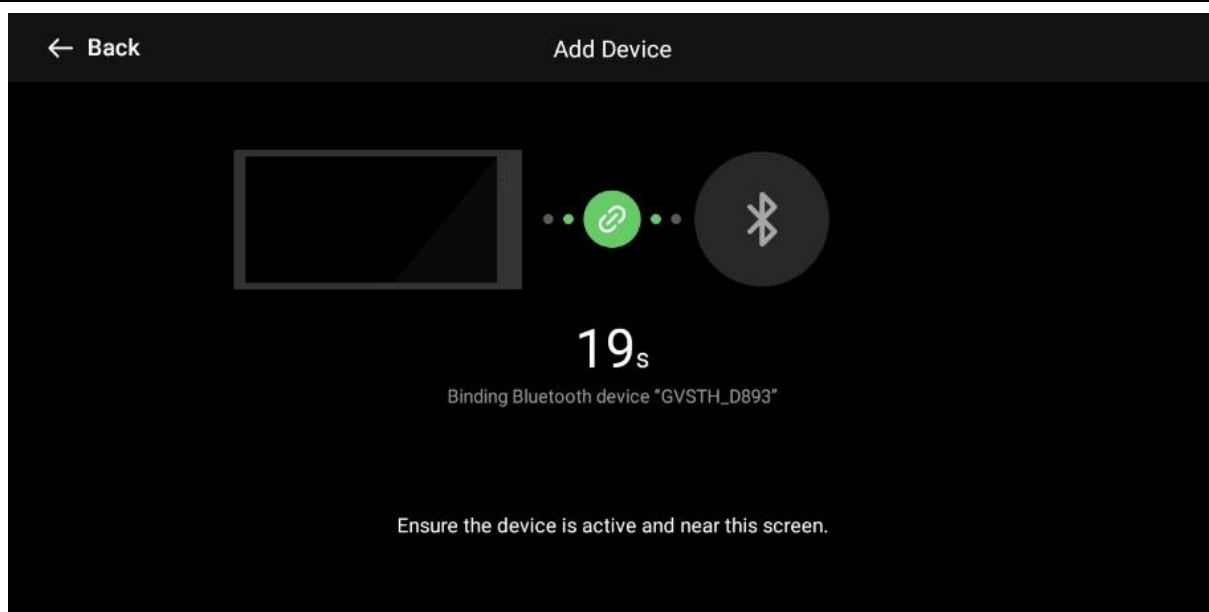 ← Back
Add Device
19s
Binding Bluetooth device "GVSTH_D893"
Ensure the device is active and near this screen.